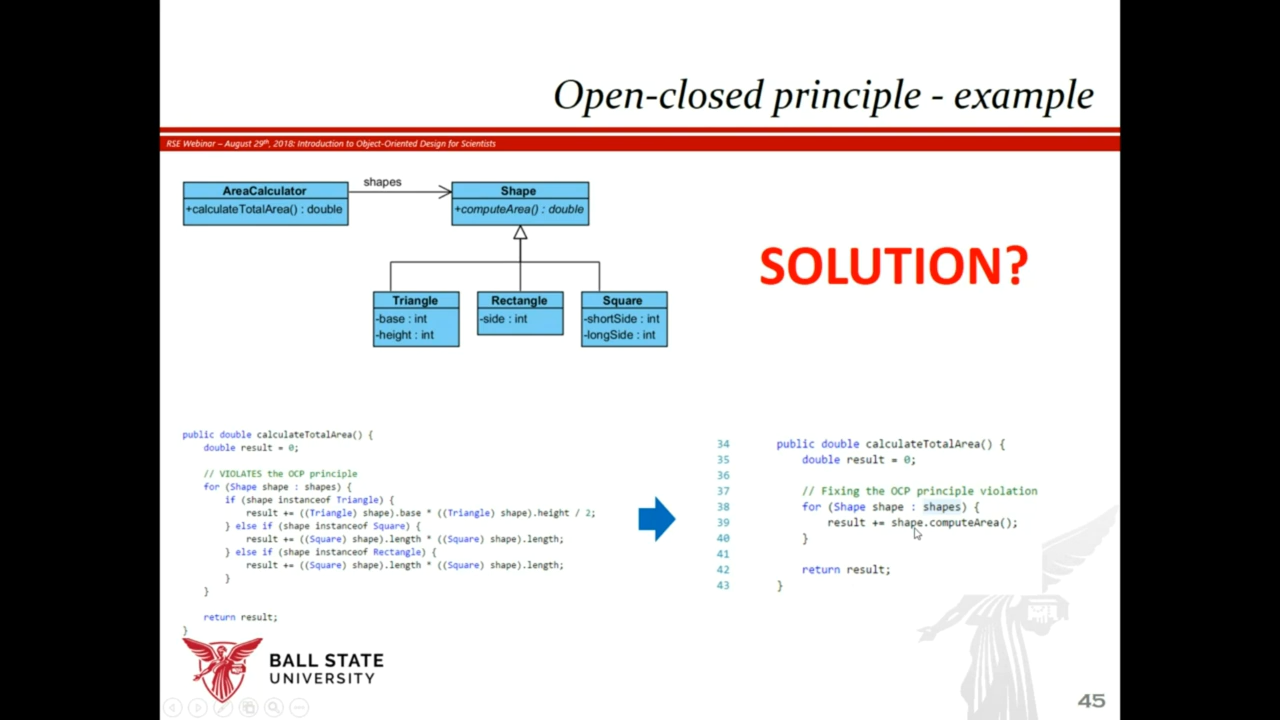 Open-closed principle - example
RSE Webinar – August 29th, 2018: Introduction to Object-Oriented Design for Scientists
AreaCalculator
+calculateTotalArea() : double
shapes
Shape
+computeArea() : double
Triangle
-base : int
-height : int
Rectangle
-side : int
Square
-shortSide : int
-longSide : int
SOLUTION?
public double calculateTotalArea() {
double result = 0;
// VIOLATES the OCP principle
for (Shape shape : shapes) {
if (shape instanceof Triangle) {
result += ((Triangle) shape).base * ((Triangle) shape).height / 2;
} else if (shape instanceof Square) {
result += ((Square) shape).length * ((Square) shape).length;
} else if (shape instanceof Rectangle) {
result += ((Square) shape).length * ((Square) shape).length;
}
}
return result;
}
34 public double calculateTotalArea() {
35 double result = 0;
36
37 // Fixing the OCP principle violation
38 for (Shape shape : shapes) {
39 result += shape.computeArea();
40 }
41
42 return result;
43 }
BALL STATE
UNIVERSITY
45